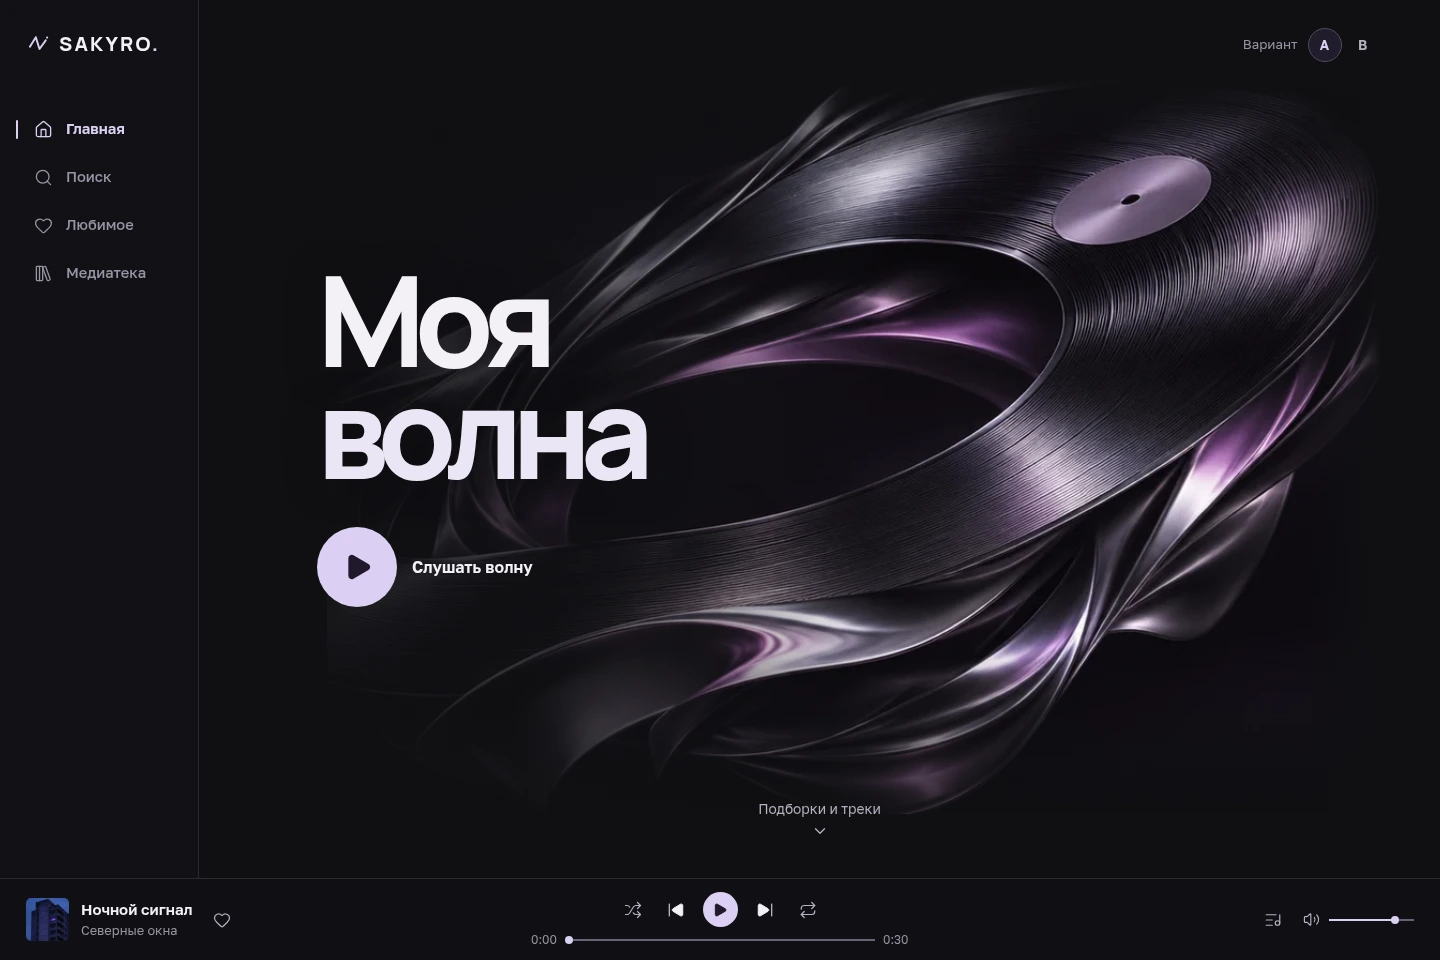 SAKYRO.
Вариант A B
Главная
Поиск
Любимое
Медиатека
Моя
волна
Слушать волну
Подборки и треки
Ночной сигнал
Северные окна
0:00 0:30